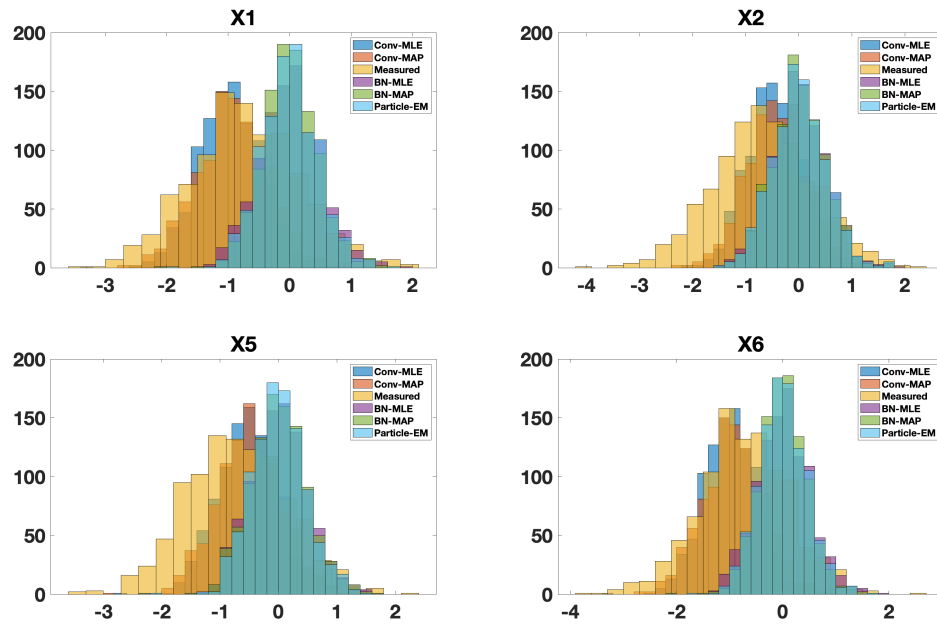 X1
200
150
100
50
0
-3 -2 -1 0 1 2
Conv-MLE
Conv-MAP
Measured
BN-MLE
BN-MAP
Particle-EM
X2
200
150
100
50
0
-4 -3 -2 -1 0 1 2
Conv-MLE
Conv-MAP
Measured
BN-MLE
BN-MAP
Particle-EM
X5
200
150
100
50
0
-4 -3 -2 -1 0 1 2
Conv-MLE
Conv-MAP
Measured
BN-MLE
BN-MAP
Particle-EM
X6
200
150
100
50
0
-4 -2 0 2
Conv-MLE
Conv-MAP
Measured
BN-MLE
BN-MAP
Particle-EM